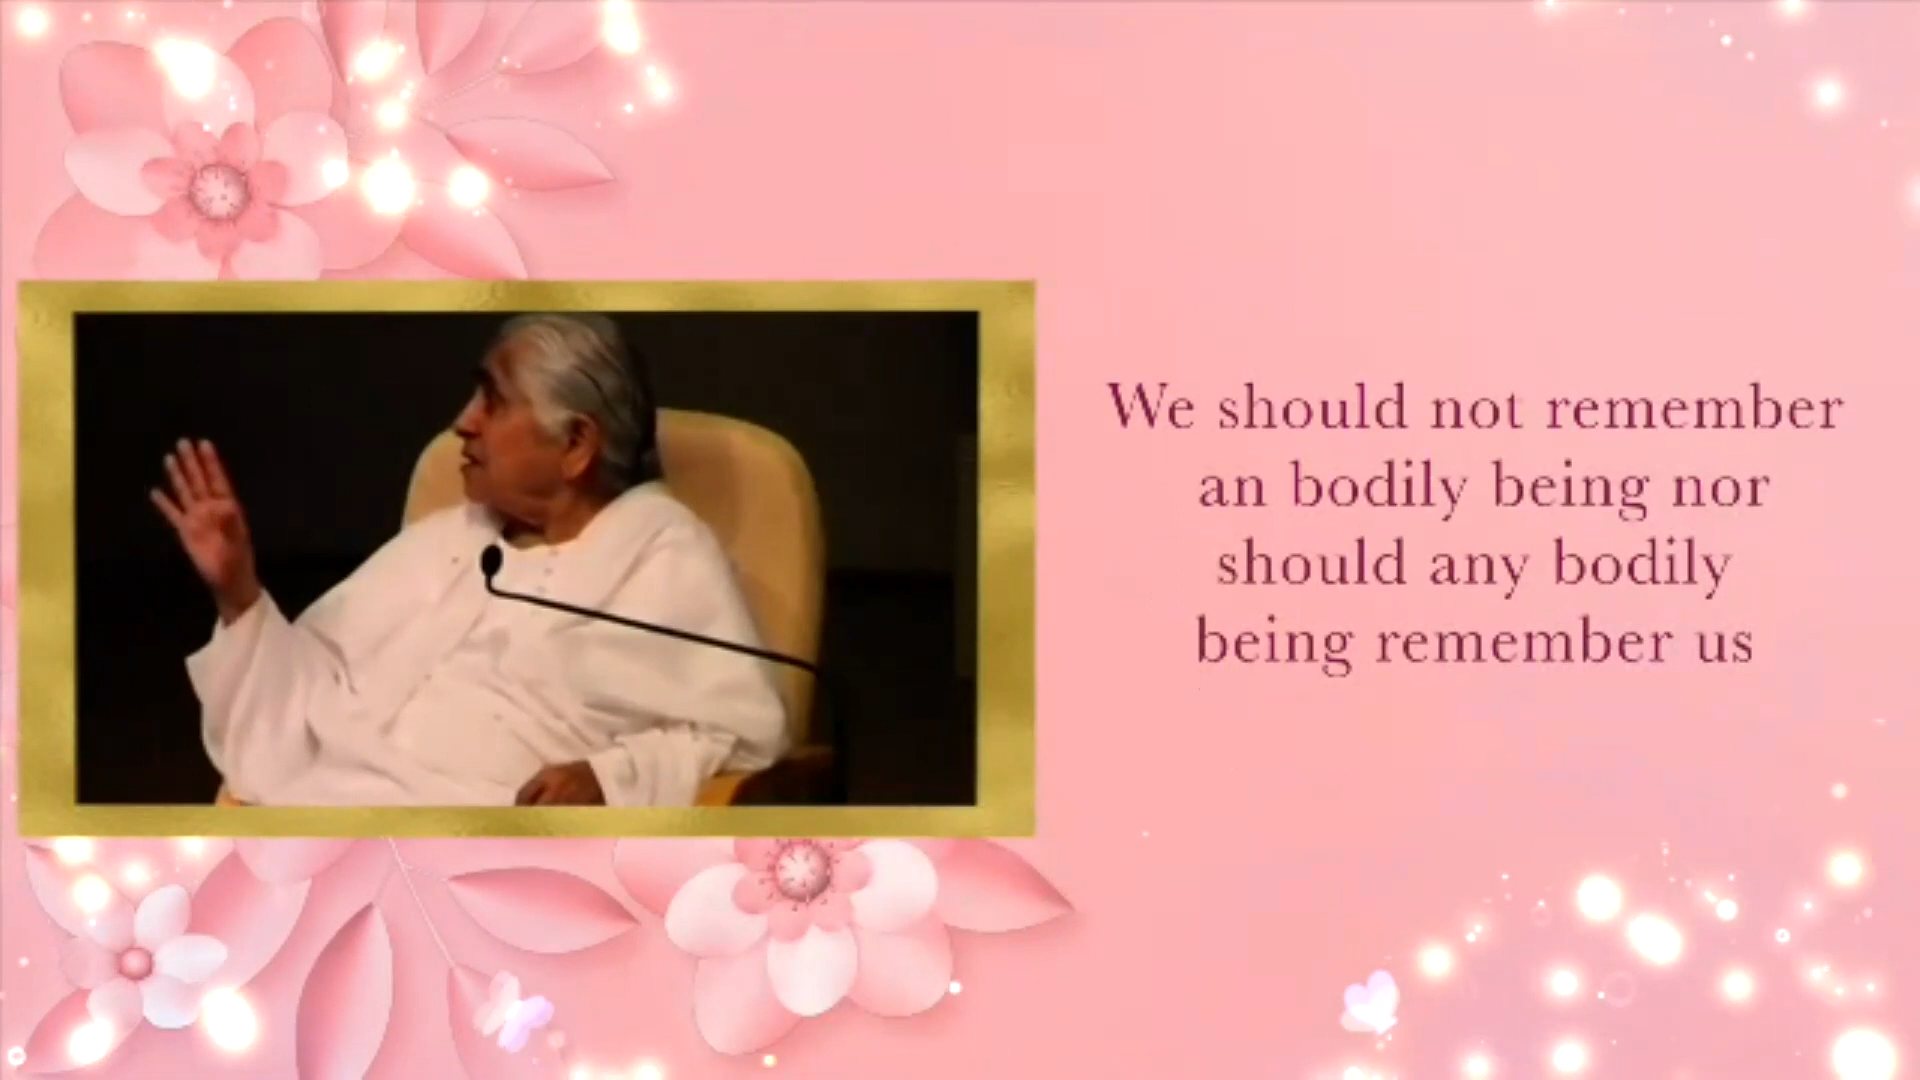 We should not remember
an bodily being nor
should any bodily
being remember us